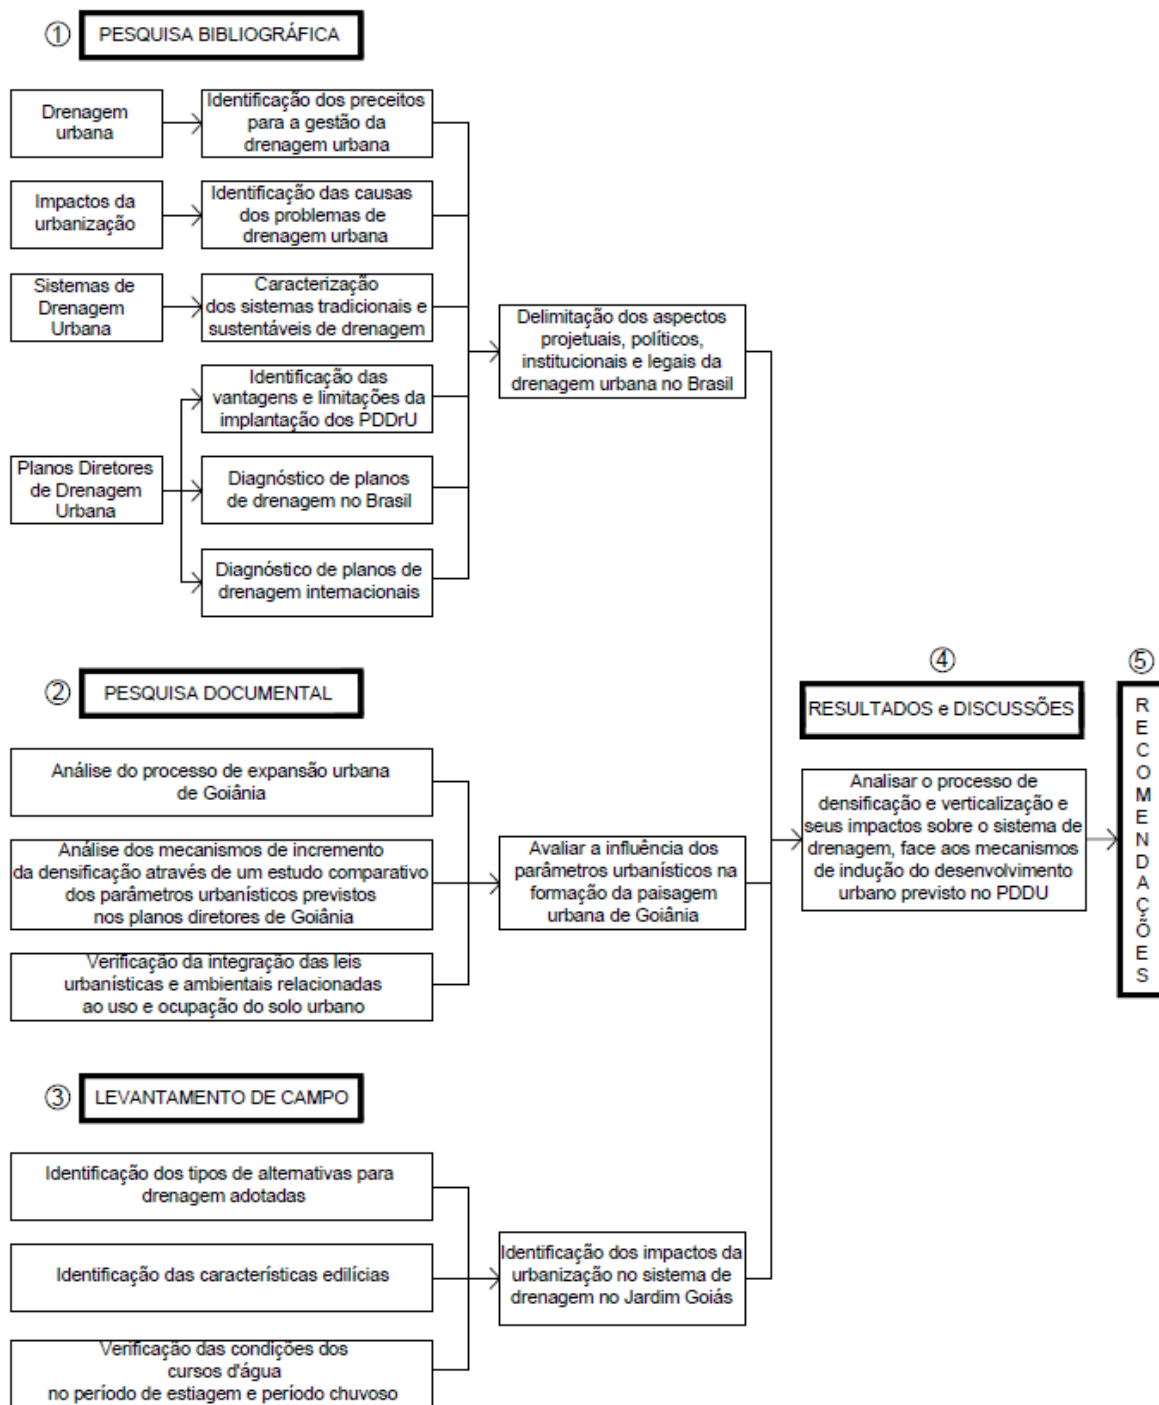 ① PESQUISA BIBLIOGRÁFICA
Drenagem
urbana
Identificação dos preceitos
para a gestão da
drenagem urbana
Impactos da
urbanização
Identificação das causas
dos problemas de
drenagem urbana
Sistemas de
Drenagem
Urbana
Caracterização
dos sistemas tradicionais e
sustentáveis de drenagem
Planos Diretores
de Drenagem
Urbana
Identificação das
vantagens e limitações da
implantação dos PDDrU
Diagnóstico de planos
de drenagem no Brasil
Diagnóstico de planos de
drenagem internacionais
Delimitação dos aspectos
projetuais, políticos,
institucionais e legais da
drenagem urbana no Brasil
② PESQUISA DOCUMENTAL
Análise do processo de expansão urbana
de Goiânia
Análise dos mecanismos de incremento
da densificação através de um estudo comparativo
dos parâmetros urbanísticos previstos
nos planos diretores de Goiânia
Verificação da integração das leis
urbanísticas e ambientais relacionadas
ao uso e ocupação do solo urbano
Avaliar a influência dos
parâmetros urbanísticos na
formação da paisagem
urbana de Goiânia
③ LEVANTAMENTO DE CAMPO
Identificação dos tipos de alternativas para
drenagem adotadas
Identificação das características edilícias
Verificação das condições dos
cursos d'água
no período de estiagem e período chuvoso
Identificação dos impactos da
urbanização no sistema de
drenagem no Jardim Goiás
④
RESULTADOS e DISCUSSÕES
Analisar o processo de
densificação e verticalização e
seus impactos sobre o sistema de
drenagem, face aos mecanismos
de indução do desenvolvimento
urbano previsto no PDDU
⑤
RECOMENDAÇÕES